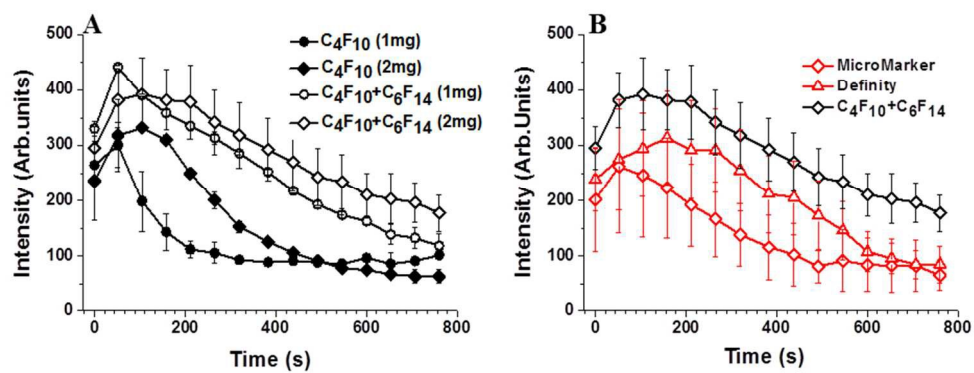 A
C4F10 (1mg)
C4F10 (2mg)
C4F10+C6F14 (1mg)
C4F10+C6F14 (2mg)
Intensity (Arb.Units)
500
400
300
200
100
0
0 200 400 600 800
Time (s)
B
MicroMarker
Definity
C4F10+C6F14
Intensity (Arb.Units)
500
400
300
200
100
0
0 200 400 600 800
Time (s)